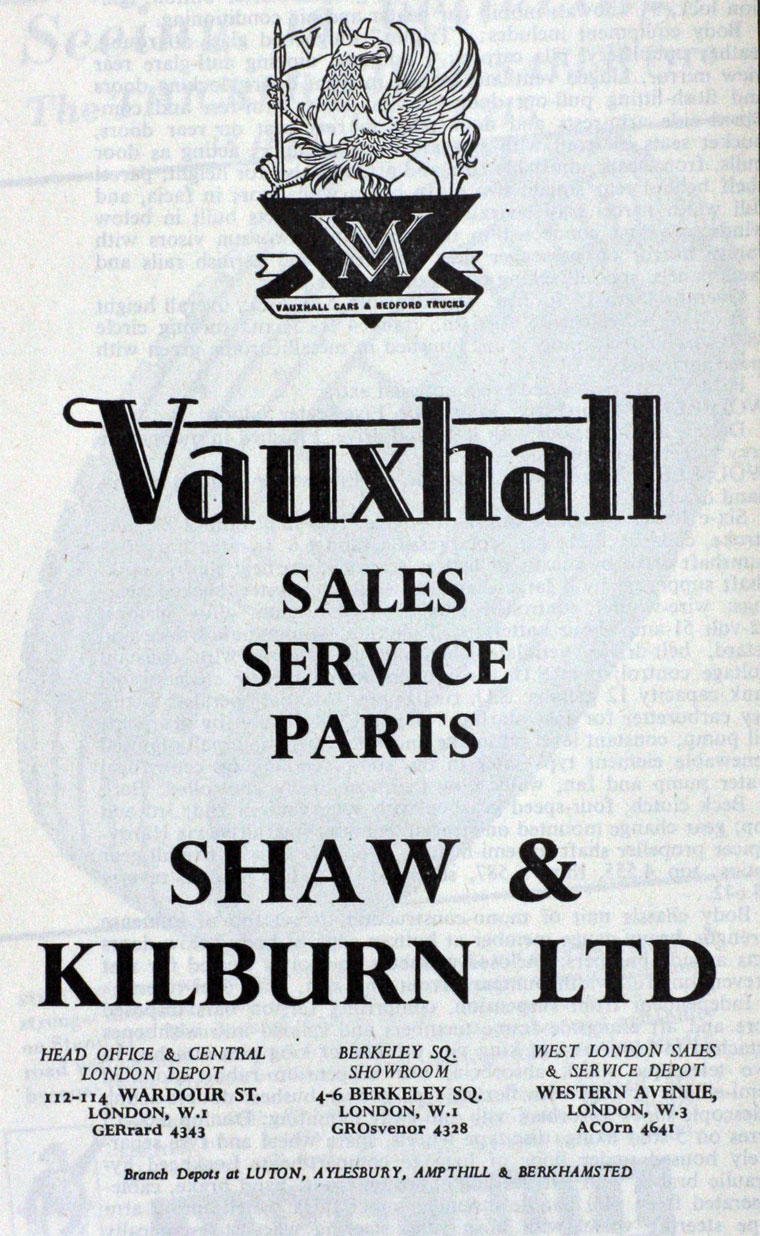 V
VM
VAUXHALL CARS & BEDFORD TRUCKS
Vauxhall
SALES
SERVICE
PARTS
SHAW &
KILBURN LTD
HEAD OFFICE & CENTRAL
LONDON DEPOT
112-114 WARDOUR ST.
LONDON, W.1
GERrard 4466
BERKELEY SQ.
SHOWROOM
4-6 BERKELEY SQ.
LONDON, W.1
GROsvenor 4328
WEST LONDON SALES
& SERVICE DEPOT
WESTERN AVENUE,
LONDON, W.3
ACOrn 4641
Branch Depots at LUTON, AYLESBURY, AMPTHILL & BERKHAMSTED